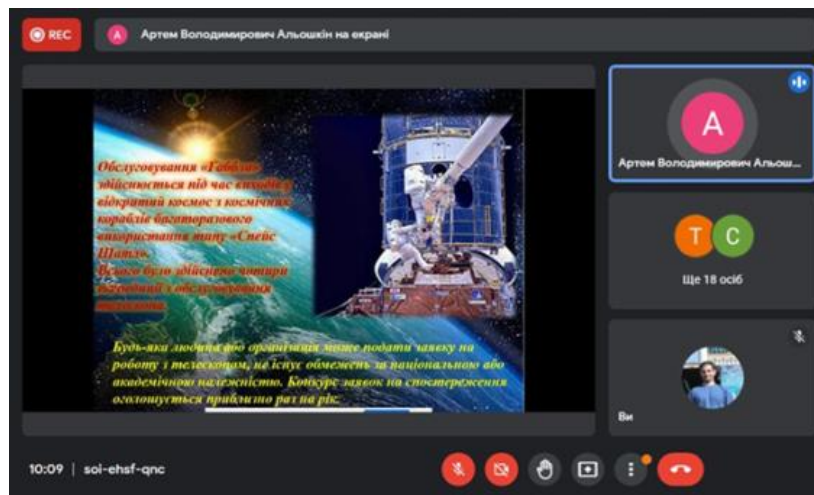 REC
А
Артем Володимирович Альошкін на екрані
Обслуговування «Габбла»
здійснюється під час виходів у
відкритий космос з космічних
кораблів багаторазового
використання типу «Спейс
Шатл».
Всього було здійснено чотири
експедиції з обслуговування
телескопа.
Будь-яка людина або організація може подати заявку на
роботу з телескопом, не існує обмежень за національною або
академічною належністю. Конкурс заявок на спостереження
оголошується приблизно раз на рік.
А
Артем Володимирович Альош...
Т С
Ще 18 осіб
Ви
10:09 | soi-ehsf-qnc